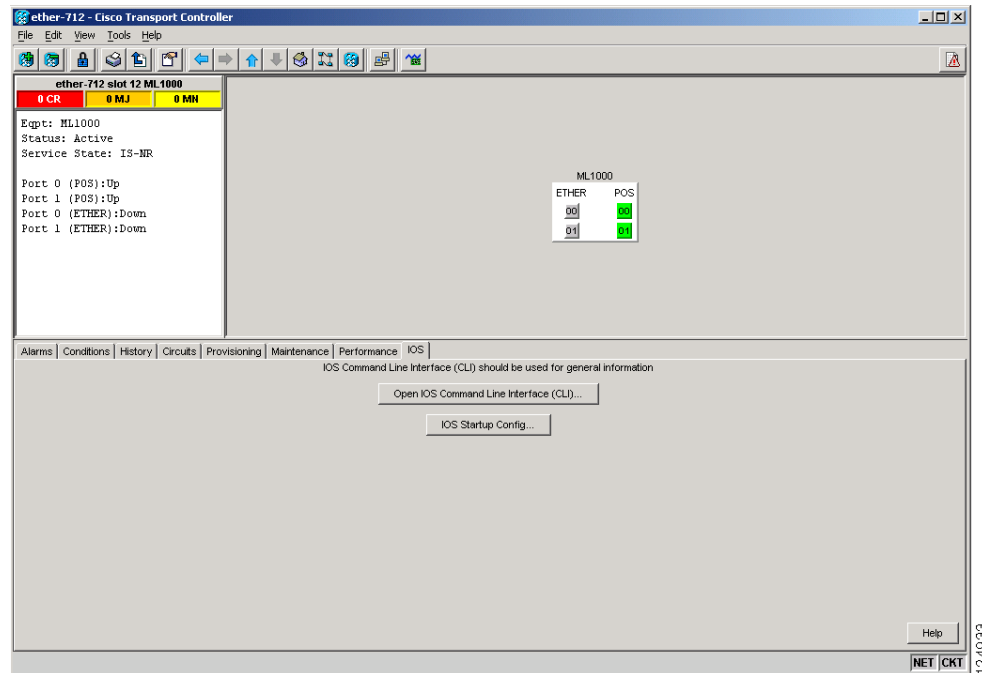 ether-712 - Cisco Transport Controller
File Edit View Tools Help
ether-712 slot 12 ML1000
0 CR 0 MJ 0 MN
Eqpt: ML1000
Status: Active
Service State: IS-NR
Port 0 (POS):Up
Port 1 (POS):Up
Port 0 (ETHER):Down
Port 1 (ETHER):Down
ML1000
ETHER POS
00 00
01 01
Alarms Conditions History Circuits Provisioning Maintenance Performance IOS
IOS Command Line Interface (CLI) should be used for general information
Open IOS Command Line Interface (CLI)...
IOS Startup Config...
Help
NET CKT
124933